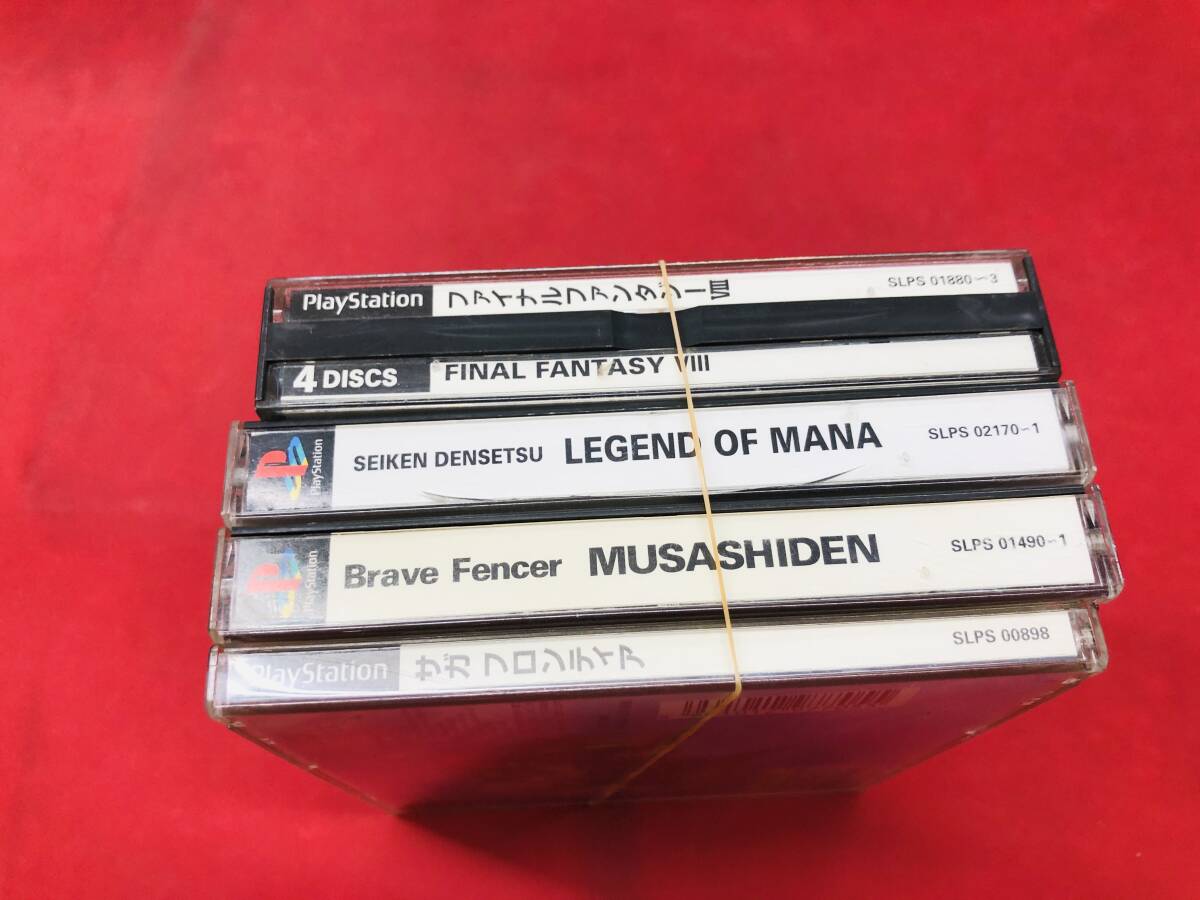 PlayStation ファイナルファンタジーVIII SLPS 01880~3
4 DISCS FINAL FANTASY VIII
PlayStation SEIKEN DENSETSU LEGEND OF MANA SLPS 02170~1
PlayStation Brave Fencer MUSASHIDEN SLPS 01490~1
PlayStation サガ フロンティア SLPS 00898